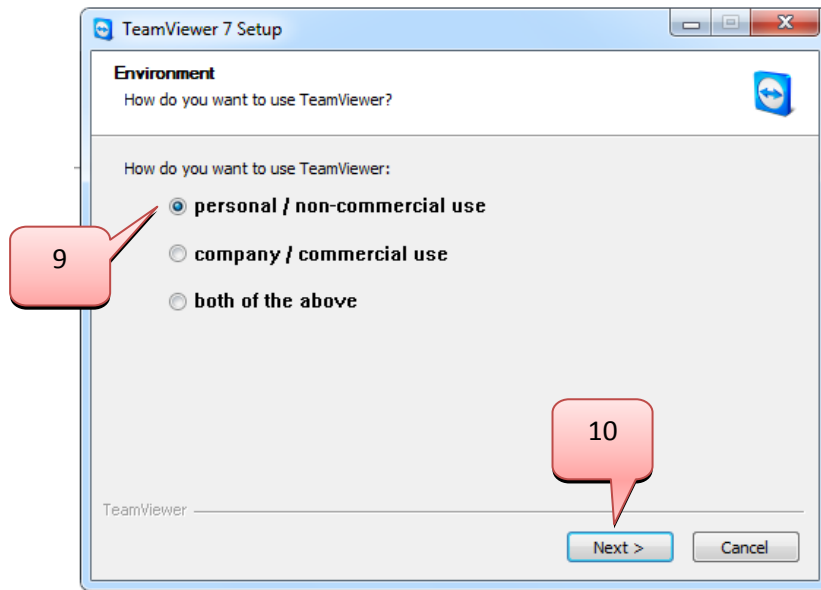 TeamViewer 7 Setup
Environment
How do you want to use TeamViewer?
How do you want to use TeamViewer:
personal / non-commercial use
9
company / commercial use
both of the above
10
TeamViewer
Next >
Cancel